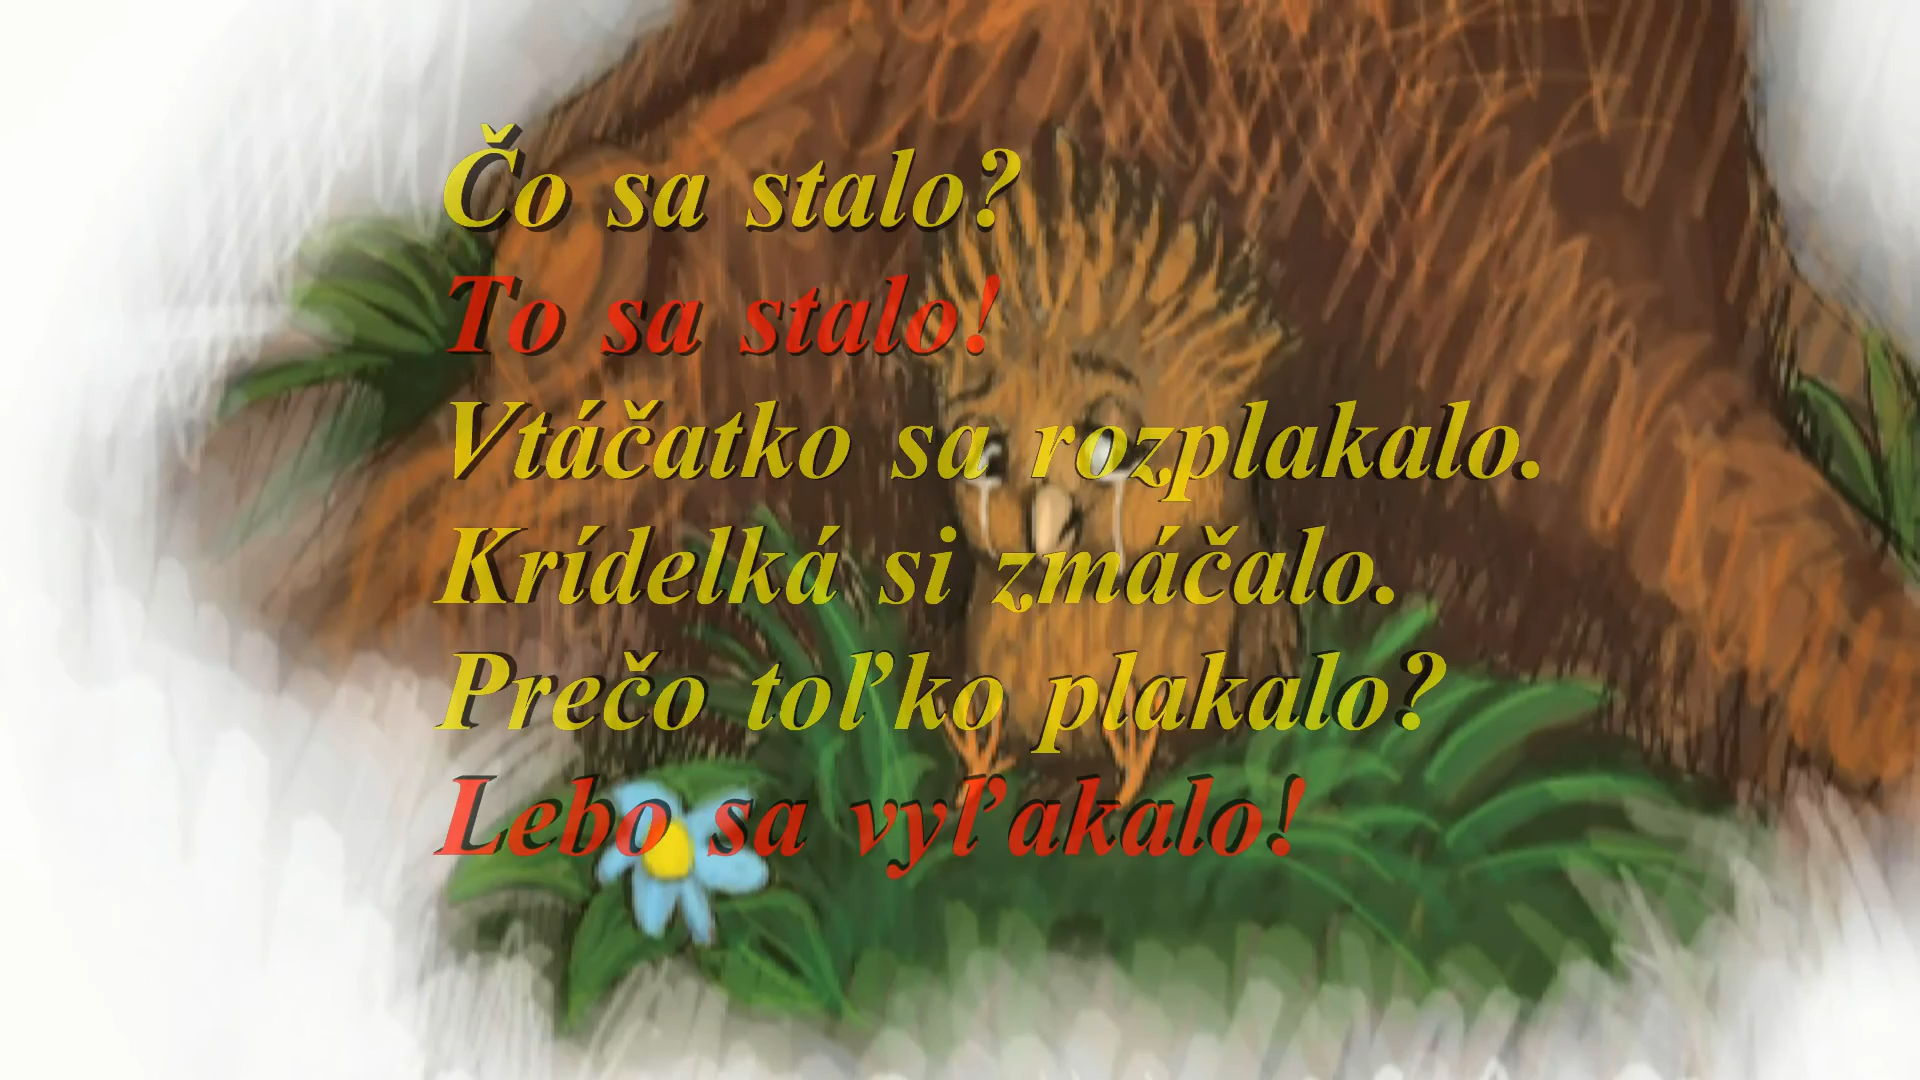 Čo sa stalo?
To sa stalo!
Vtáčatko sa rozplakalo.
Krídelká si zmáčalo.
Prečo toľko plakalo?
Lebo sa vyľakalo!